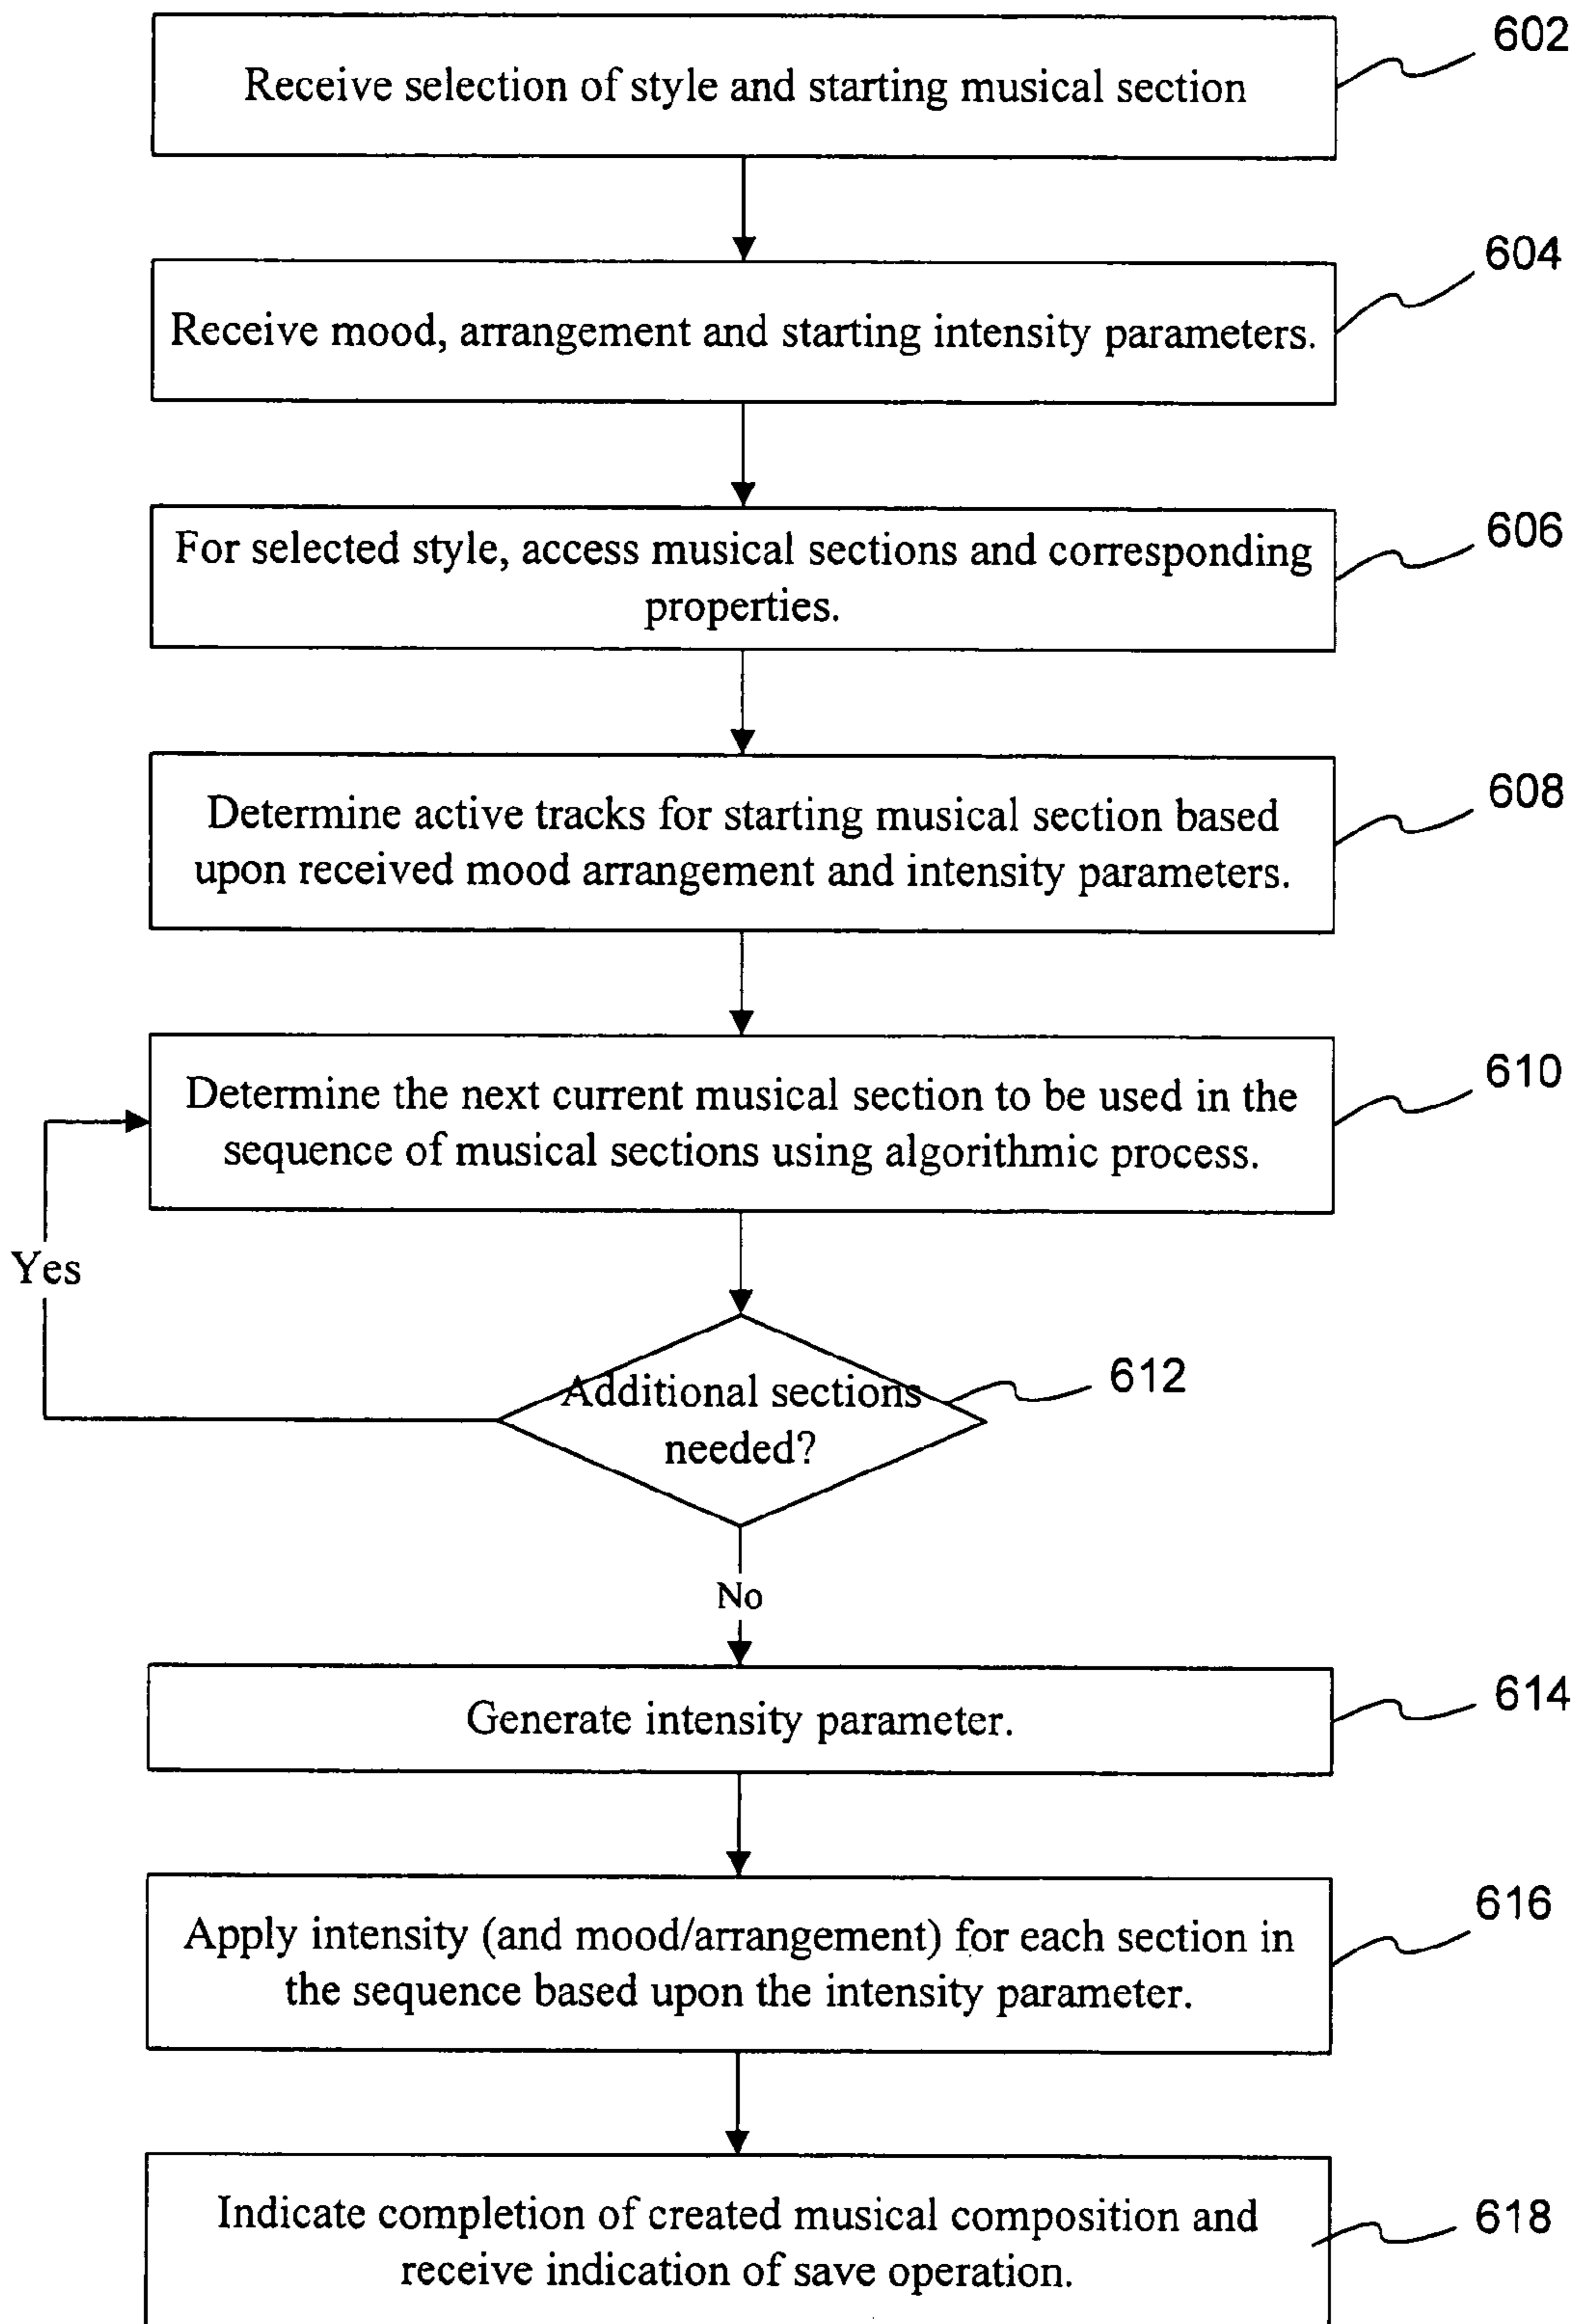 602
Receive selection of style and starting musical section
604
Receive mood, arrangement and starting intensity parameters.
606
For selected style, access musical sections and corresponding
properties.
608
Determine active tracks for starting musical section based
upon received mood arrangement and intensity parameters.
610
Determine the next current musical section to be used in the
sequence of musical sections using algorithmic process.
Yes
612
Additional sections
needed?
No
614
Generate intensity parameter.
616
Apply intensity (and mood/arrangement) for each section in
the sequence based upon the intensity parameter.
618
Indicate completion of created musical composition and
receive indication of save operation.